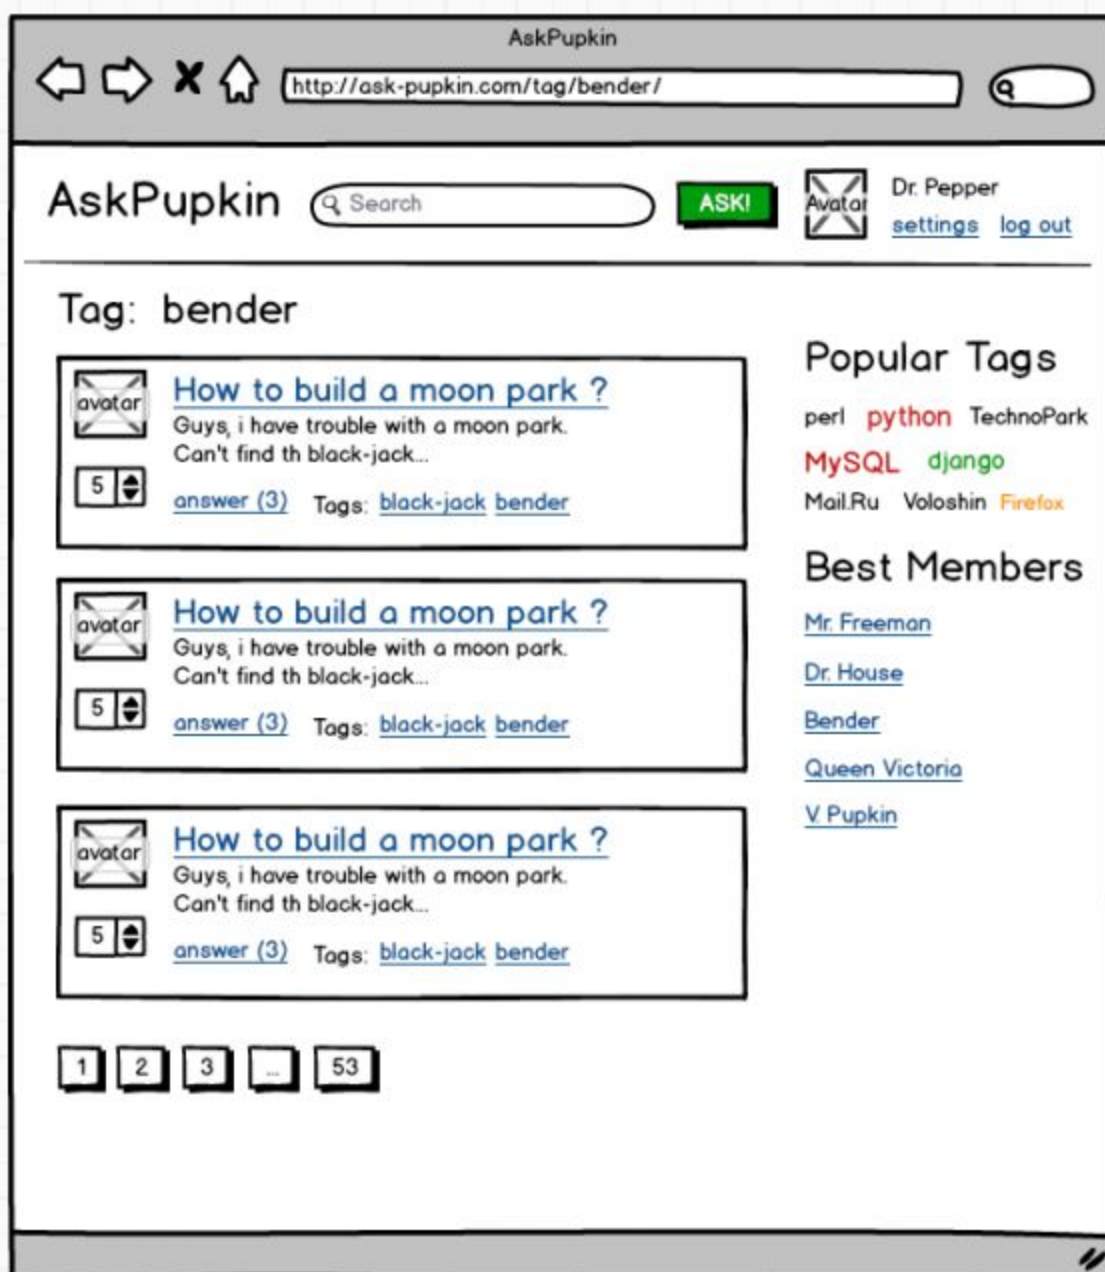 AskPupkin
http://ask-pupkin.com/tag/bender/
AskPupkin
Search
ASK!
Avatar
Dr. Pepper
settings log out
Tag: bender
avatar
How to build a moon park ?
Guys, i have trouble with a moon park.
Can't find th black-jack...
5
answer (3) Tags: black-jack bender
avatar
How to build a moon park ?
Guys, i have trouble with a moon park.
Can't find th black-jack...
5
answer (3) Tags: black-jack bender
avatar
How to build a moon park ?
Guys, i have trouble with a moon park.
Can't find th black-jack...
5
answer (3) Tags: black-jack bender
1 2 3 ... 53
Popular Tags
perl python TechnoPark
MySQL django
Mail.Ru Voloshin Firefox
Best Members
Mr. Freeman
Dr. House
Bender
Queen Victoria
V. Pupkin